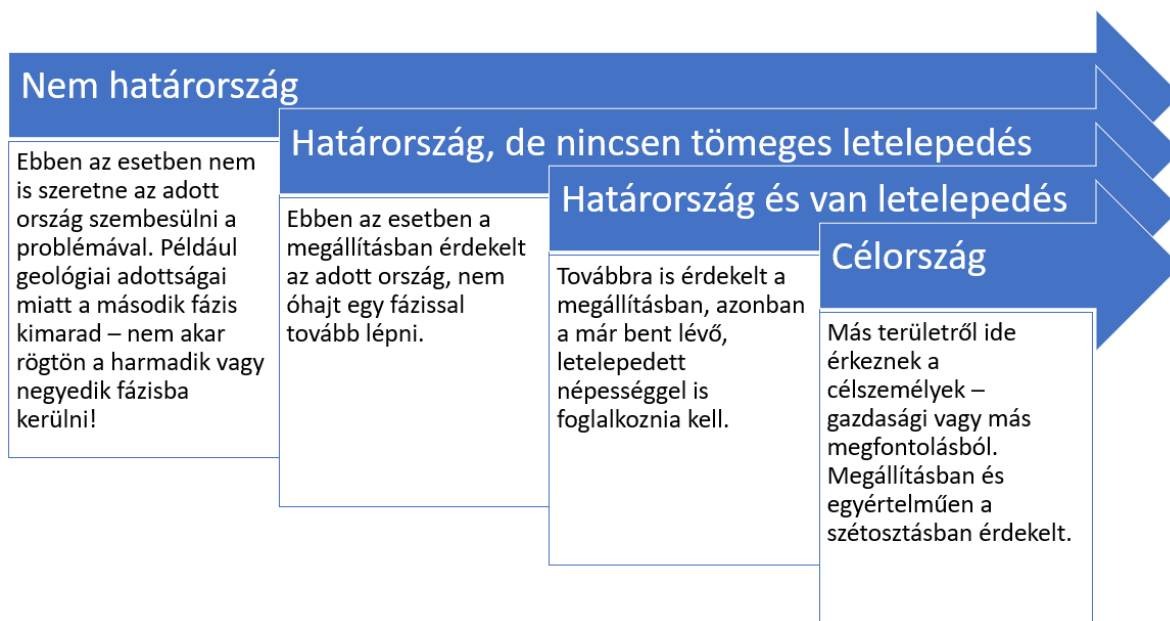 Nem határország
Ebben az esetben nem
is szeretne az adott
ország szembesülni a
problémával. Például
geológiai adottságai
miatt a második fázis
kimarad – nem akar
rögtön a harmadik vagy
negyedik fázisba
kerülni!
Határország, de nincsen tömeges letelepedés
Ebben az esetben a
megállításban érdekelt
az adott ország, nem
óhajt egy fázissal
tovább lépni.
Határország és van letelepedés
Továbbra is érdekelt a
megállításban, azonban
a már bent lévő,
letelepedett
népességgel is
foglalkoznia kell.
Célország
Más területről ide
érkeznek a
célszemélyek –
gazdasági vagy más
megfontolásból.
Megállításban és
egyértelműen a
szétosztásban érdekelt.